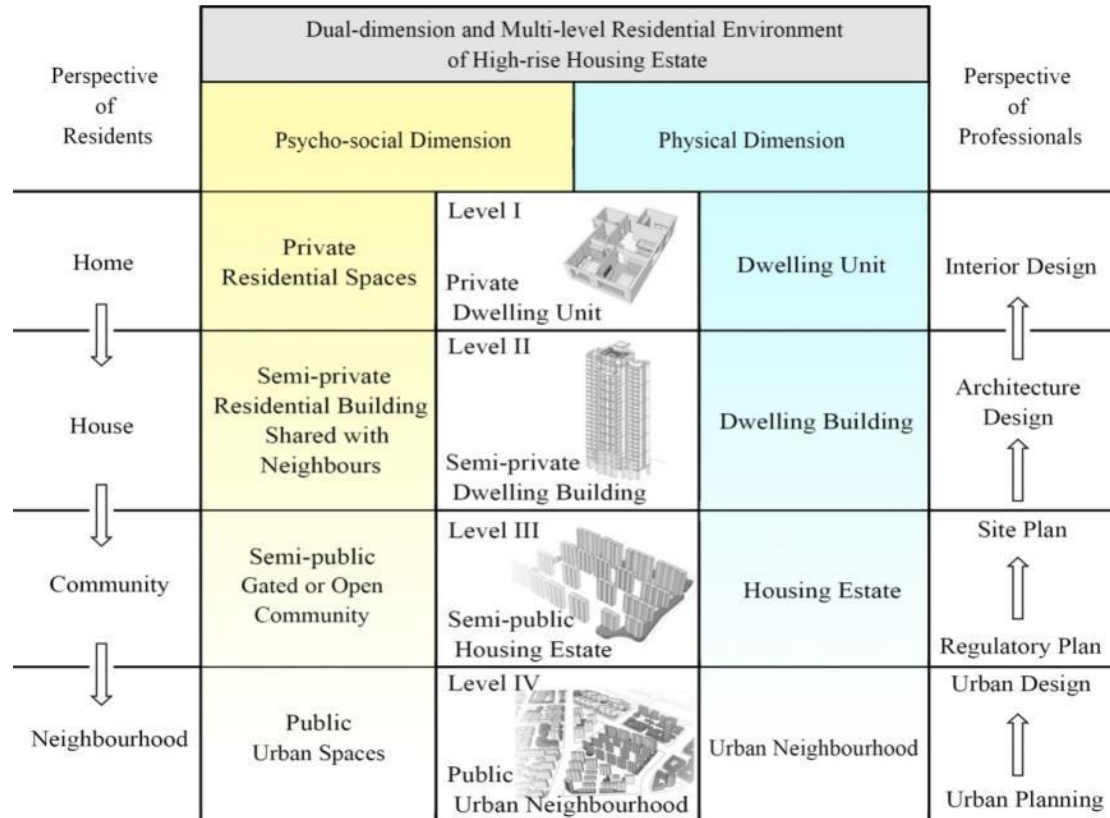 Dual-dimension and Multi-level Residential Environment
of High-rise Housing Estate
Perspective
of
Residents
Psycho-social Dimension
Physical Dimension
Perspective
of
Professionals
Home
Private
Residential Spaces
Level I
Private
Dwelling Unit
Dwelling Unit
Interior Design
House
Semi-private
Residential Building
Shared with
Neighbours
Level II
Semi-private
Dwelling Building
Dwelling Building
Architecture
Design
Community
Semi-public
Gated or Open
Community
Level III
Semi-public
Housing Estate
Housing Estate
Site Plan
Regulatory Plan
Neighbourhood
Public
Urban Spaces
Level IV
Public
Urban Neighbourhood
Urban Neighbourhood
Urban Design
Urban Planning